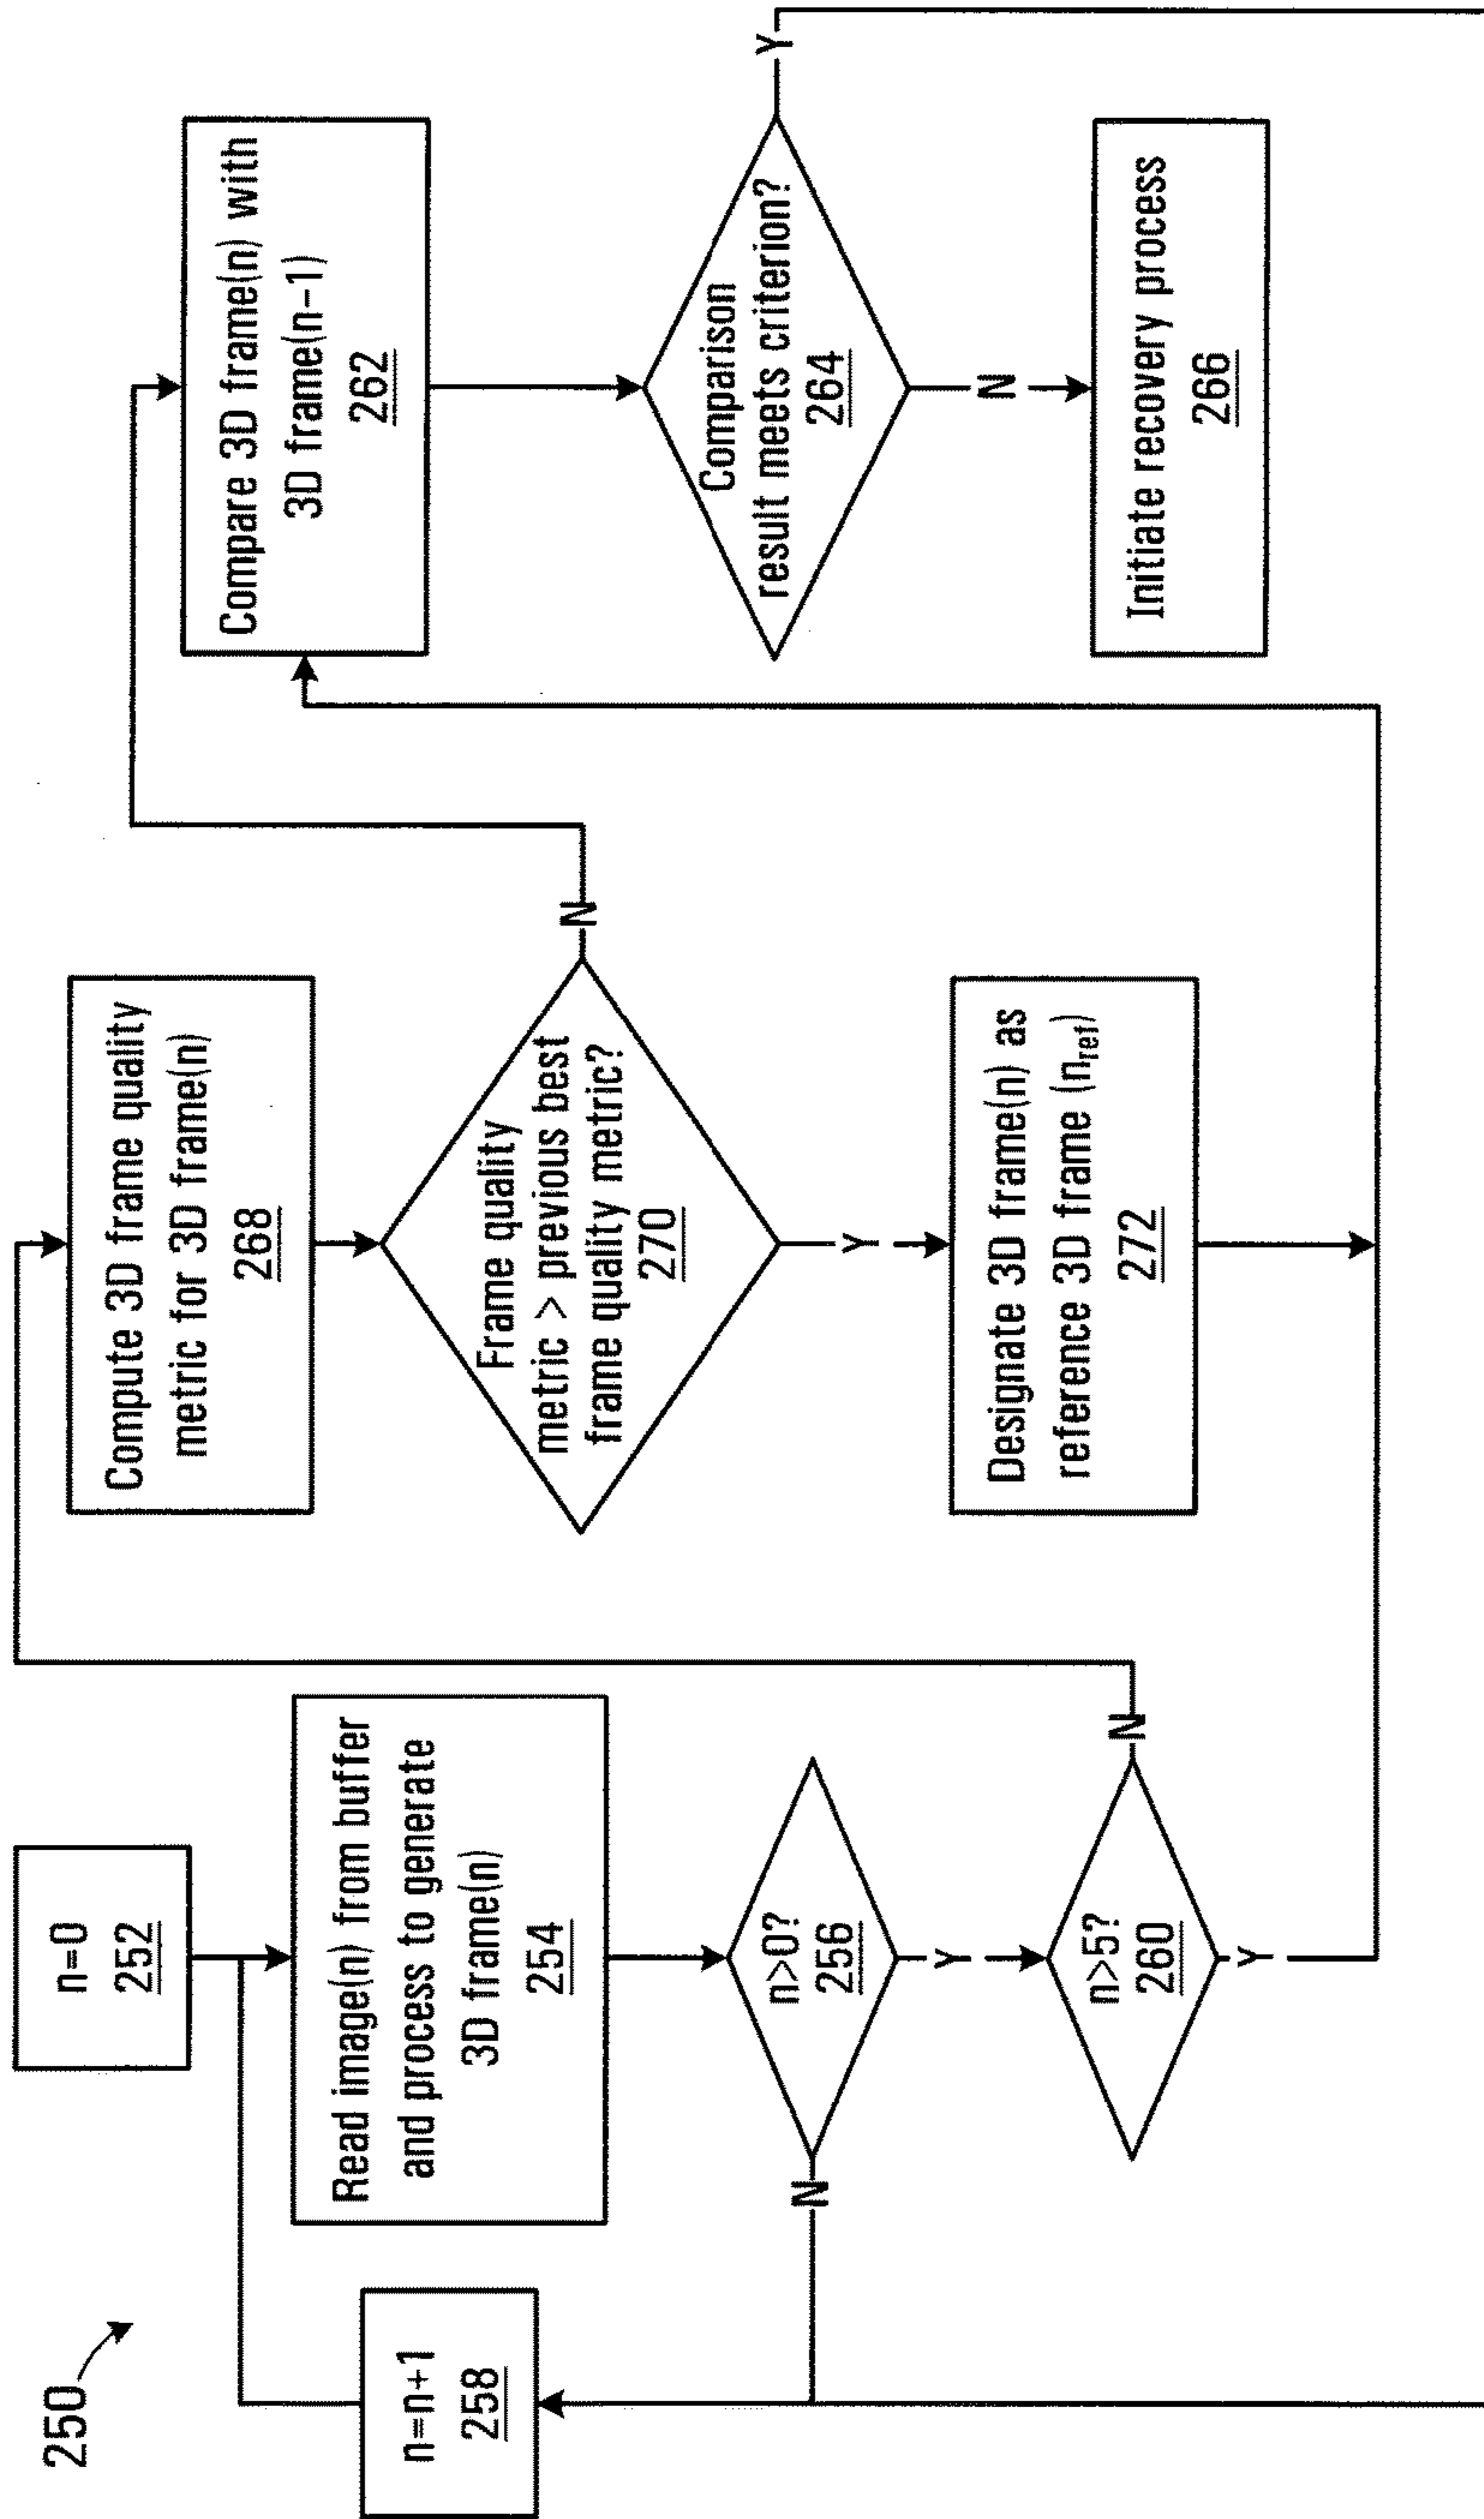 250
n=0
252
n=n+1
258
Read image(n) from buffer
and process to generate
3D frame(n)
254
n>0?
256
N
Y
n>5?
260
N
Y
Compute 3D frame quality
metric for 3D frame(n)
268
Frame quality
metric > previous best
frame quality metric?
270
N
Y
Designate 3D frame(n) as
reference 3D frame (nref)
272
Compare 3D frame(n) with
3D frame(n-1)
262
Comparison
result meets criterion?
264
Y
N
Initiate recovery process
266